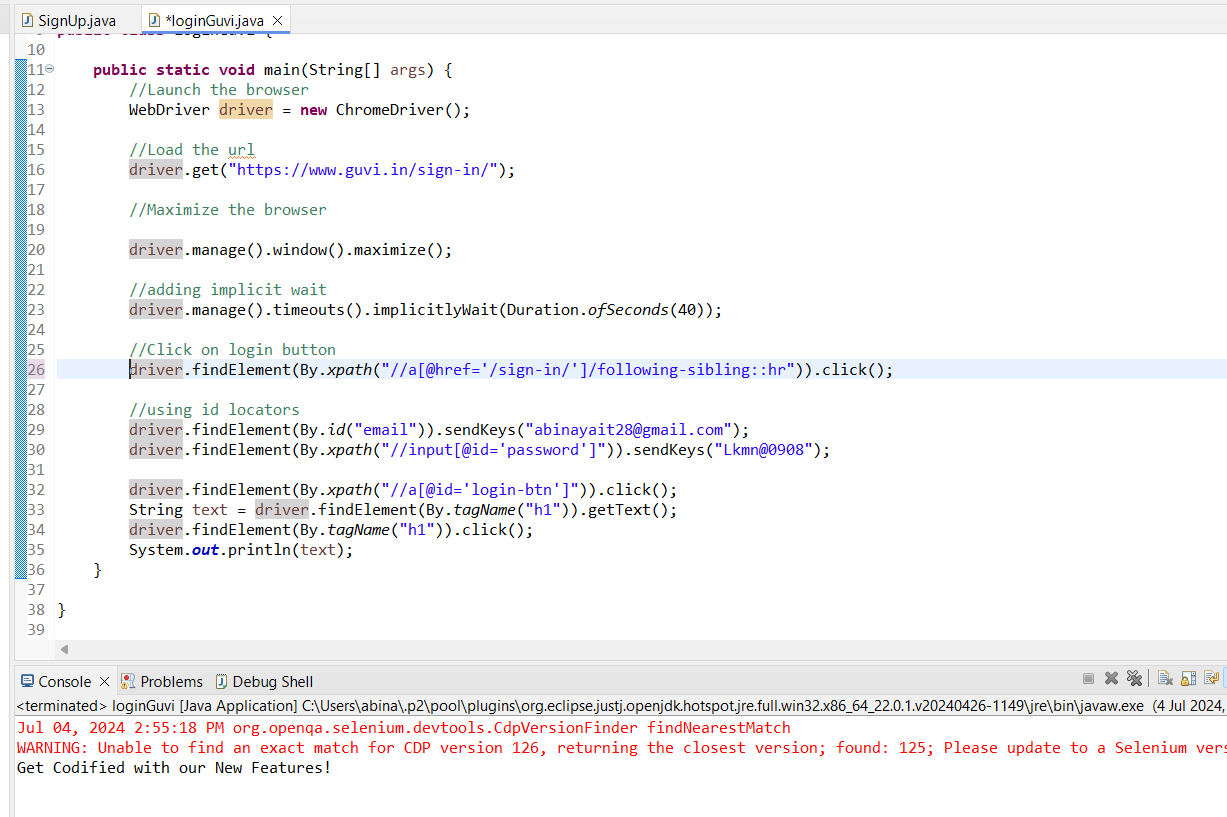 SignUp.java
*loginGuvi.java
10
11 public static void main(String[] args) {
12 //Launch the browser
13 WebDriver driver = new ChromeDriver();
14
15 //Load the url
16 driver.get("https://www.guvi.in/sign-in/");
17
18 //Maximize the browser
19
20 driver.manage().window().maximize();
21
22 //adding implicit wait
23 driver.manage().timeouts().implicitlyWait(Duration.ofSeconds(40));
24
25 //Click on login button
26 driver.findElement(By.xpath("//a[@href='/sign-in/']/following-sibling::hr")).click();
27
28 //using id locators
29 driver.findElement(By.id("email")).sendKeys("abinayait28@gmail.com");
30 driver.findElement(By.xpath("//input[@id='password']")).sendKeys("Lkmn@0908");
31
32 driver.findElement(By.xpath("//a[@id='login-btn']")).click();
33 String text = driver.findElement(By.tagName("h1")).getText();
34 driver.findElement(By.tagName("h1")).click();
35 System.out.println(text);
36 }
37
38 }
39
Console Problems Debug Shell
<terminated> loginGuvi [Java Application] C:\Users\abina\.p2\pool\plugins\org.eclipse.justj.openjdk.hotspot.jre.full.win32.x86_64_22.0.1.v20240426-1149\jre\bin\javaw.exe (4 Jul 2024,
Jul 04, 2024 2:55:18 PM org.openqa.selenium.devtools.CdpVersionFinder findNearestMatch
WARNING: Unable to find an exact match for CDP version 126, returning the closest version; found: 125; Please update to a Selenium vers
Get Codified with our New Features!